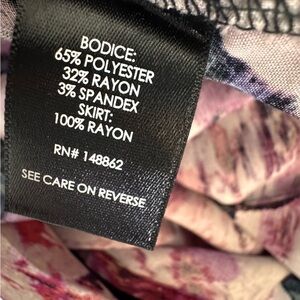 BODICE:
65% POLYESTER
32% RAYON
3% SPANDEX
SKIRT:
100% RAYON
RN# 148862
SEE CARE ON REVERSE